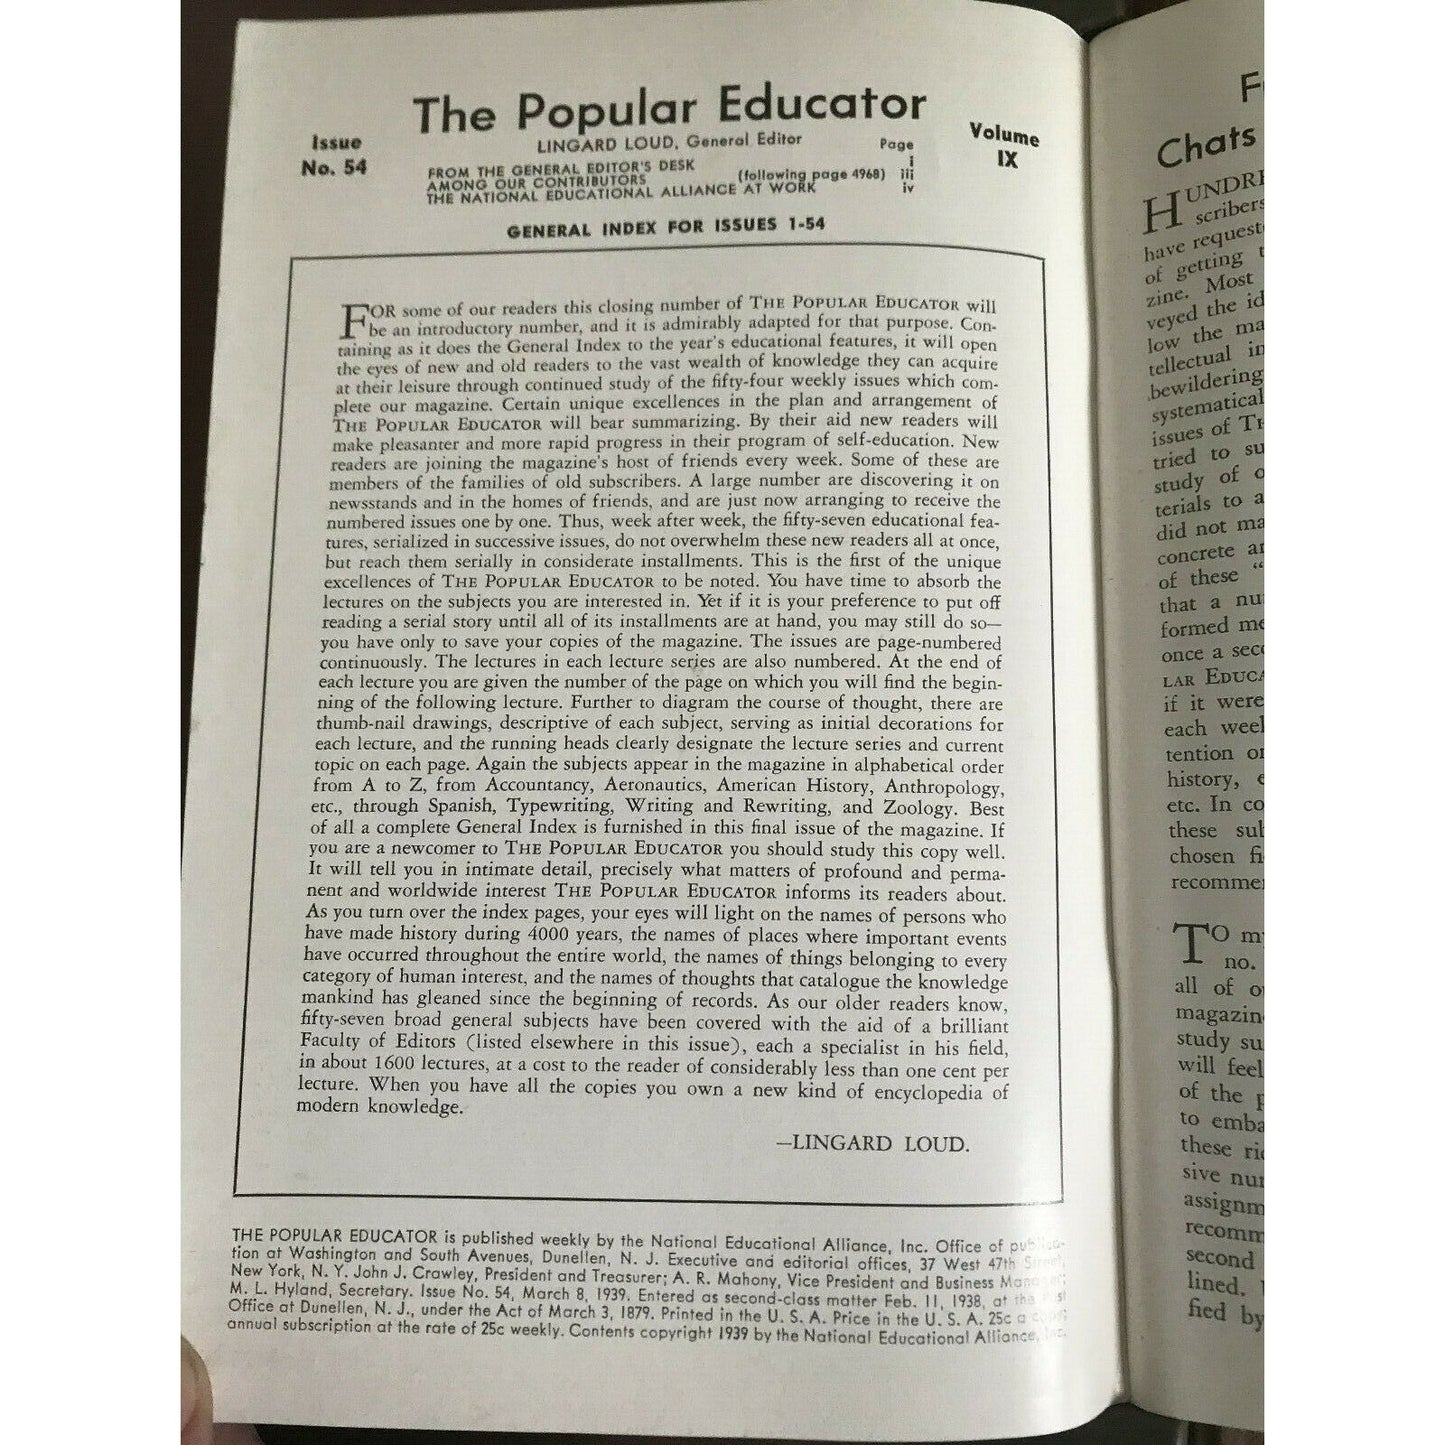 The Popular Educator
Issue
No. 54
LINGARD LOUD, General Editor
Page
Volume
IX
FROM THE GENERAL EDITOR'S DESK i
AMONG OUR CONTRIBUTORS (following page 4968) iii
THE NATIONAL EDUCATIONAL ALLIANCE AT WORK iv
GENERAL INDEX FOR ISSUES 1-54
FOR some of our readers this closing number of THE POPULAR EDUCATOR will
be an introductory number, and it is admirably adapted for that purpose. Con-
taining as it does the General Index to the year's educational features, it will open
the eyes of new and old readers to the vast wealth of knowledge they can acquire
at their leisure through continued study of the fifty-four weekly issues which com-
plete our magazine. Certain unique excellences in the plan and arrangement of
THE POPULAR EDUCATOR will bear summarizing. By their aid new readers will
make pleasanter and more rapid progress in their program of self-education. New
readers are joining the magazine's host of friends every week. Some of these are
members of the families of old subscribers. A large number are discovering it on
newsstands and in the homes of friends, and are just now arranging to receive the
numbered issues one by one. Thus, week after week, the fifty-seven educational fea-
tures, serialized in successive issues, do not overwhelm these new readers all at once,
but reach them serially in considerate installments. This is the first of the unique
excellences of THE POPULAR EDUCATOR to be noted. You have time to absorb the
lectures on the subjects you are interested in. Yet if it is your preference to put off
reading a serial story until all of its installments are at hand, you may still do so—
you have only to save your copies of the magazine. The issues are page-numbered
continuously. The lectures in each lecture series are also numbered. At the end of
each lecture you are given the number of the page on which you will find the begin-
ning of the following lecture. Further to diagram the course of thought, there are
thumb-nail drawings, descriptive of each subject, serving as initial decorations for
each lecture, and the running heads clearly designate the lecture series and current
topic on each page. Again the subjects appear in the magazine in alphabetical order
from A to Z, from Accountancy, Aeronautics, American History, Anthropology,
etc., through Spanish, Typewriting, Writing and Rewriting, and Zoology. Best
of all a complete General Index is furnished in this final issue of the magazine. If
you are a newcomer to THE POPULAR EDUCATOR you should study this copy well.
It will tell you in intimate detail, precisely what matters of profound and perma-
nent and worldwide interest THE POPULAR EDUCATOR informs its readers about.
As you turn over the index pages, your eyes will light on the names of persons who
have made history during 4000 years, the names of places where important events
have occurred throughout the entire world, the names of things belonging to every
category of human interest, and the names of thoughts that catalogue the knowledge
mankind has gleaned since the beginning of records. As our older readers know,
fifty-seven broad general subjects have been covered with the aid of a brilliant
Faculty of Editors (listed elsewhere in this issue), each a specialist in his field,
in about 1600 lectures, at a cost to the reader of considerably less than one cent per
lecture. When you have all the copies you own a new kind of encyclopedia of
modern knowledge.
—LINGARD LOUD.
THE POPULAR EDUCATOR is published weekly by the National Educational Alliance, Inc. Office of publica-
tion at Washington and South Avenues, Dunellen, N. J. Executive and editorial offices, 37 West 47th Street,
New York, N. Y. John J. Crawley, President and Treasurer; A. R. Mahony, Vice President and Business Manager;
M. L. Hyland, Secretary. Issue No. 54, March 8, 1939. Entered as second-class matter Feb. 11, 1938, at the Post
Office at Dunellen, N. J., under the Act of March 3, 1879. Printed in the U. S. A. Price in the U. S. A. 25c a copy;
annual subscription at the rate of 25c weekly. Contents copyright 1939 by the National Educational Alliance, Inc.
Chats
HUNDRE
scribers
have request
of getting
zine. Most
veyed the id
low the ma
tellectual in
bewildering
systematical
issues of TH
tried to su
study of o
terials to a
did not ma
concrete an
of these "
that a nu
formed me
once a sec
LAR EDUCA
if it were
each week
tention on
history, e
etc. In co
these sub
chosen fi
recommen
TO my
no.
all of o
magazin
study su
will feel
of the p
to emba
these ric
sive nun
assignm
recomm
second
lined.
fied by